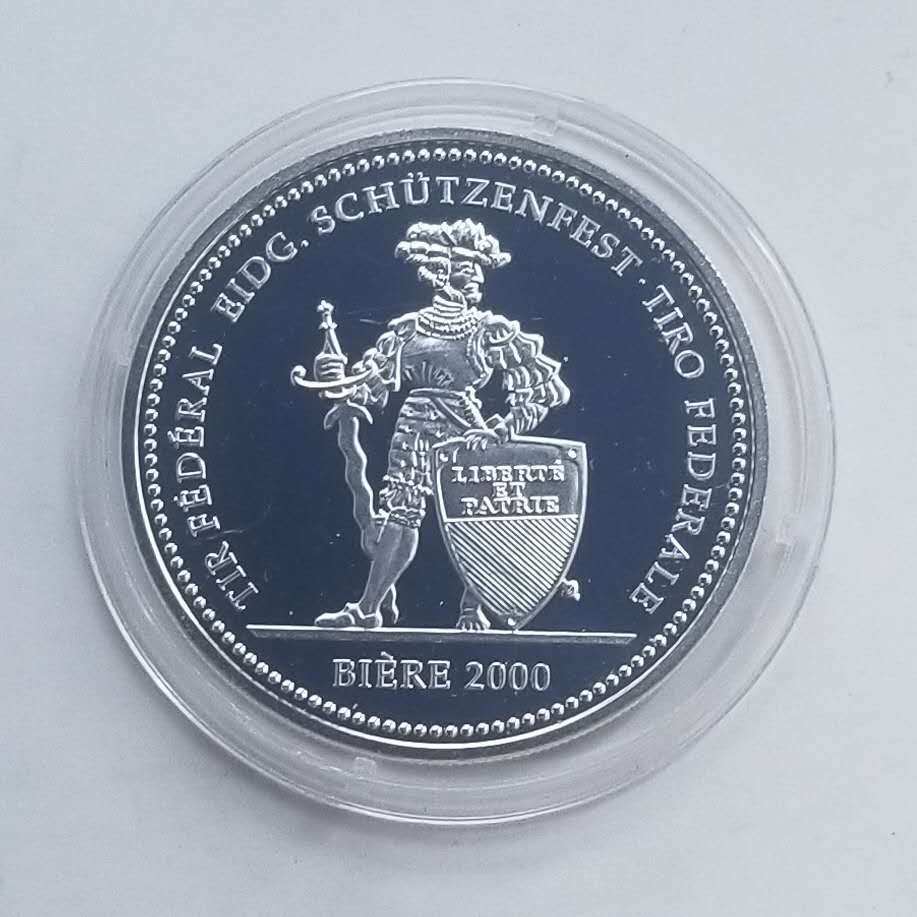 TIR FÉDÉRAL EIDG. SCHÜTZENFEST · TIRO FEDERALE
LIBERTÉ
ET
PATRIE
BIÈRE 2000